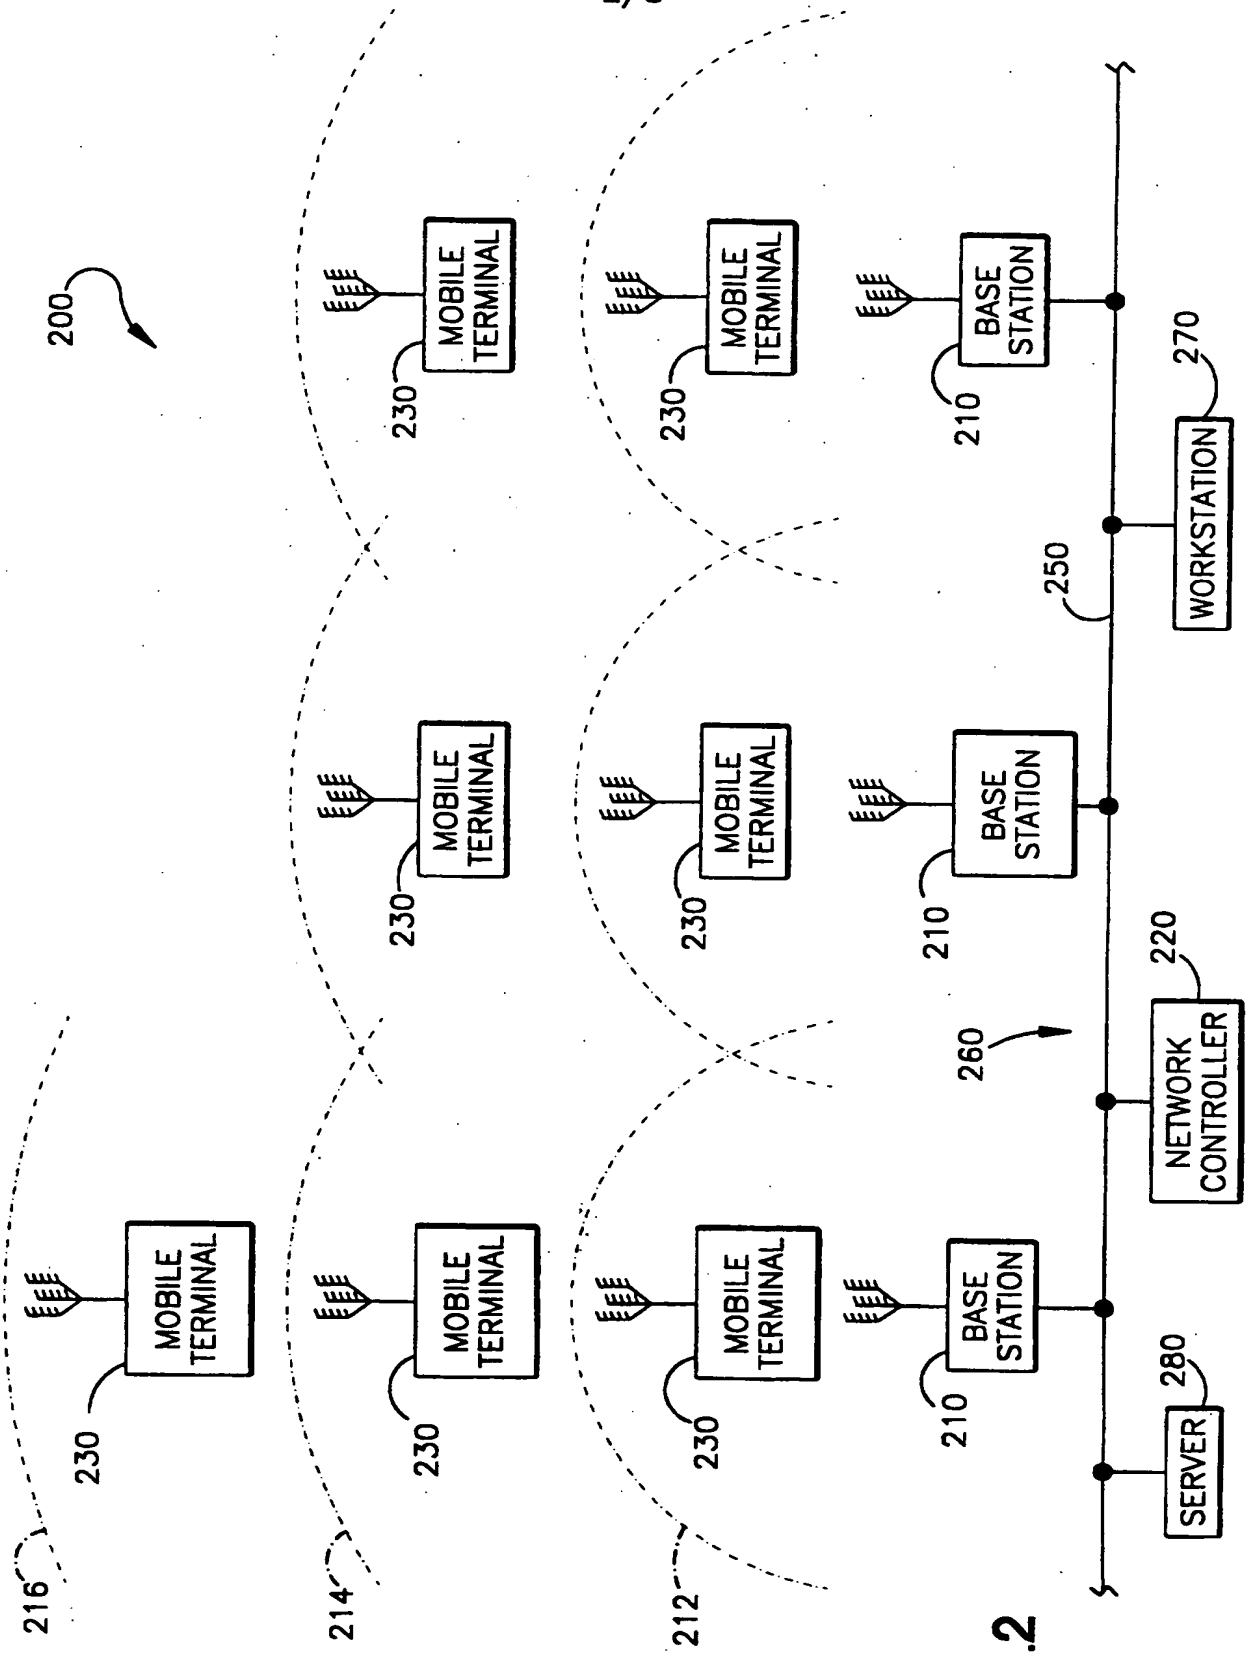 200
216
230
MOBILE
TERMINAL
214
230
MOBILE
TERMINAL
230
MOBILE
TERMINAL
230
MOBILE
TERMINAL
212
230
MOBILE
TERMINAL
230
MOBILE
TERMINAL
230
MOBILE
TERMINAL
210
BASE
STATION
210
BASE
STATION
210
BASE
STATION
.2
260
250
280
SERVER
220
NETWORK
CONTROLLER
270
WORKSTATION